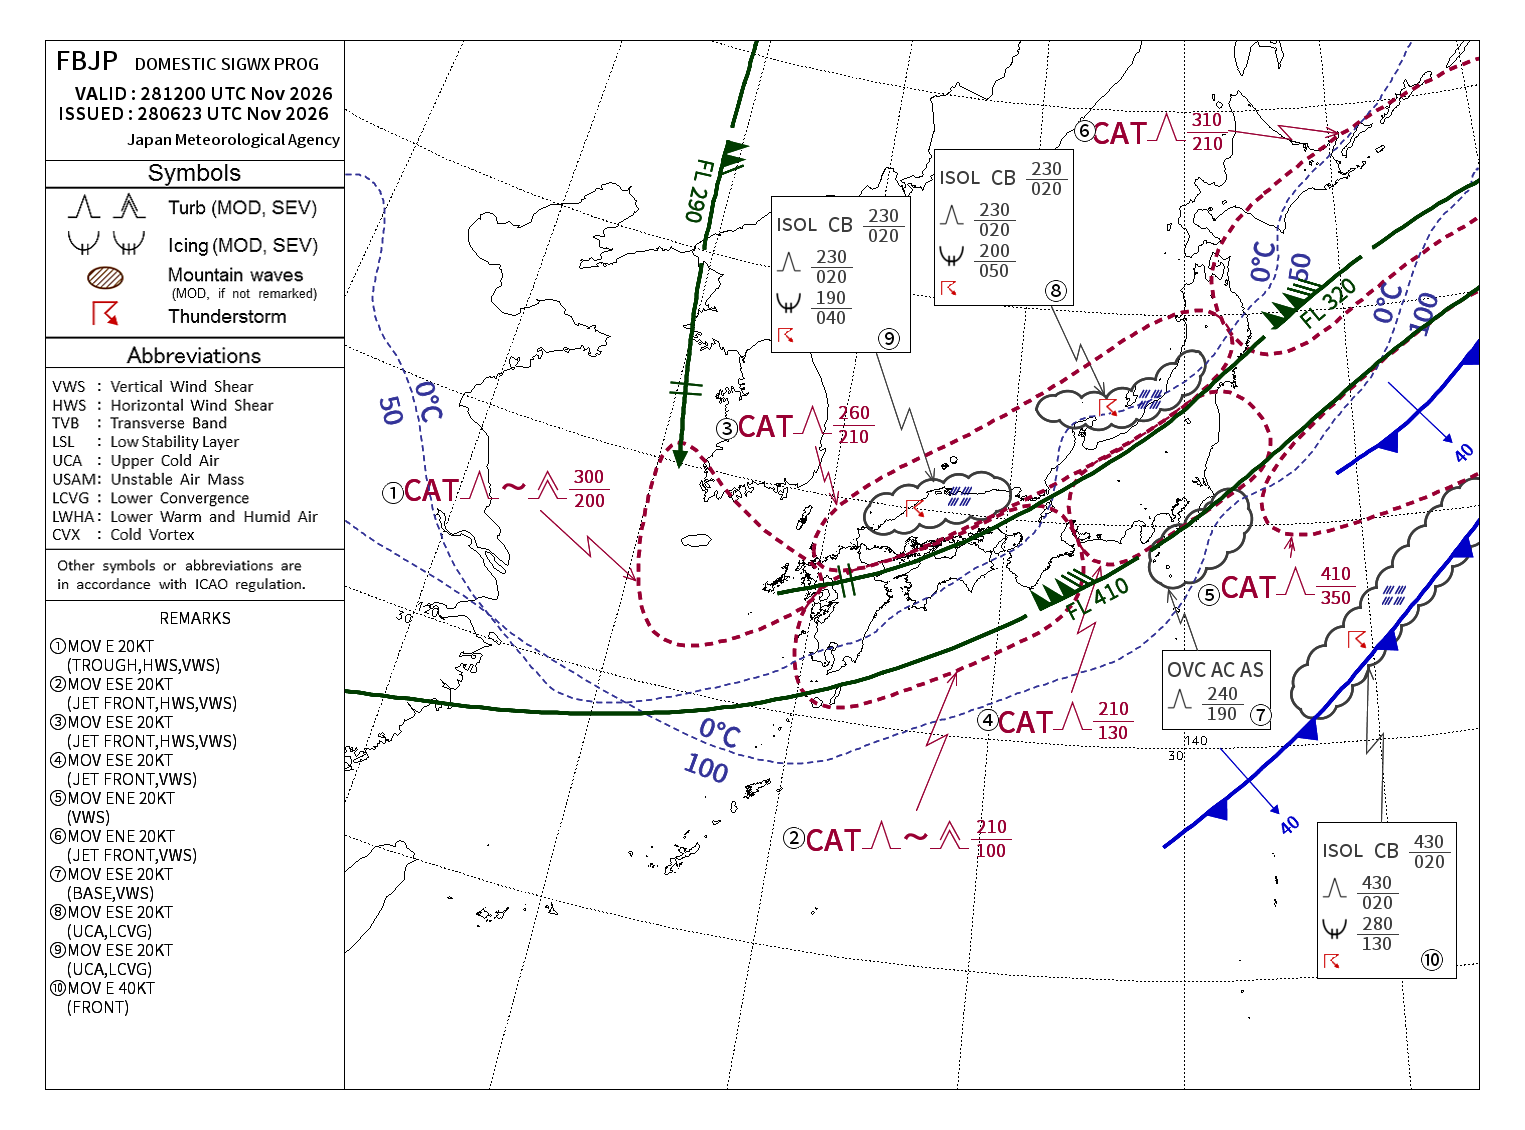 FBJP DOMESTIC SIGWX PROG
VALID : 281200 UTC Nov 2026
ISSUED : 280623 UTC Nov 2026
Japan Meteorological Agency
Symbols
Turb (MOD, SEV)
Icing (MOD, SEV)
Mountain waves
(MOD, if not remarked)
Thunderstorm
Abbreviations
VWS : Vertical Wind Shear
HWS : Horizontal Wind Shear
TVB : Transverse Band
LSL : Low Stability Layer
UCA : Upper Cold Air
USAM: Unstable Air Mass
LCVG : Lower Convergence
LWHA : Lower Warm and Humid Air
CVX : Cold Vortex
Other symbols or abbreviations are
in accordance with ICAO regulation.
REMARKS
①MOV E 20KT
(TROUGH,HWS,VWS)
②MOV ESE 20KT
(JET FRONT,HWS,VWS)
③MOV ESE 20KT
(JET FRONT,HWS,VWS)
④MOV ESE 20KT
(JET FRONT,VWS)
⑤MOV ENE 20KT
(VWS)
⑥MOV ENE 20KT
(JET FRONT,VWS)
⑦MOV ESE 20KT
(BASE,VWS)
⑧MOV ESE 20KT
(UCA,LCVG)
⑨MOV ESE 20KT
(UCA,LCVG)
⑩MOV E 40KT
(FRONT)
FL 290
⑥CAT 310
210
ISOL CB 230
020
230
020
200
050
⑧
ISOL CB 230
020
230
020
190
040
⑨
0°C
50
0°C
100
FL 320
0°C
50
③CAT 260
210
①CAT ～ 300
200
40
30
120
FL 410
⑤CAT 410
350
OVC AC AS
240
190
⑦
④CAT 210
130
0°C
100
140
30
②CAT ～ 210
100
40
ISOL CB 430
020
430
020
280
130
⑩